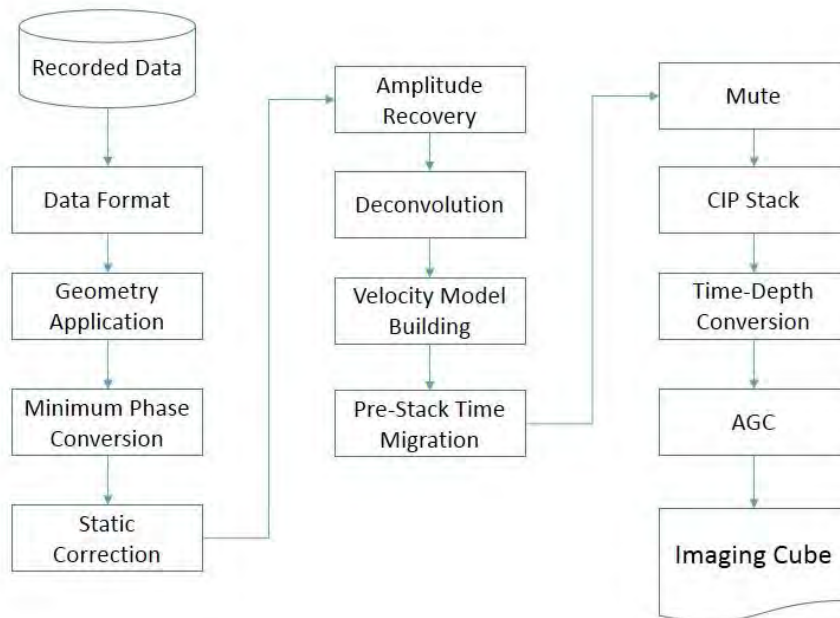 Recorded Data
Data Format
Geometry
Application
Minimum Phase
Conversion
Static
Correction
Amplitude
Recovery
Deconvolution
Velocity Model
Building
Pre-Stack Time
Migration
Mute
CIP Stack
Time-Depth
Conversion
AGC
Imaging Cube